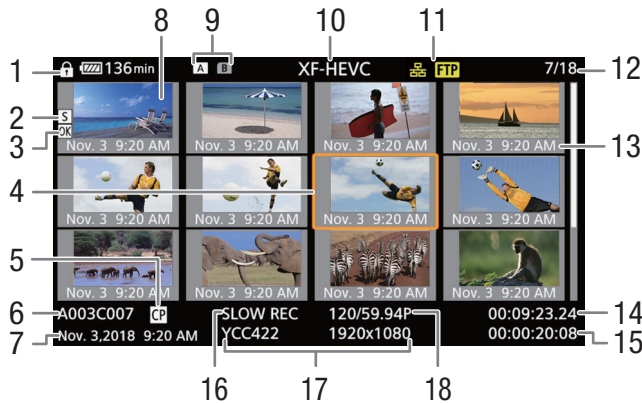 8 9 10 11
1 136 min A B XF-HEVC FTP 7/18 12
2 S
3 OK Nov. 3 9:20 AM Nov. 3 9:20 AM Nov. 3 9:20 AM Nov. 3 9:20 AM 13
4 Nov. 3 9:20 AM Nov. 3 9:20 AM Nov. 3 9:20 AM Nov. 3 9:20 AM
5 Nov. 3 9:20 AM Nov. 3 9:20 AM Nov. 3 9:20 AM Nov. 3 9:20 AM
6 A003C007 CP SLOW REC 120/59.94P 00:09:23.24 14
7 Nov. 3,2018 9:20 AM YCC422 1920x1080 00:00:20:08 15
16 17 18